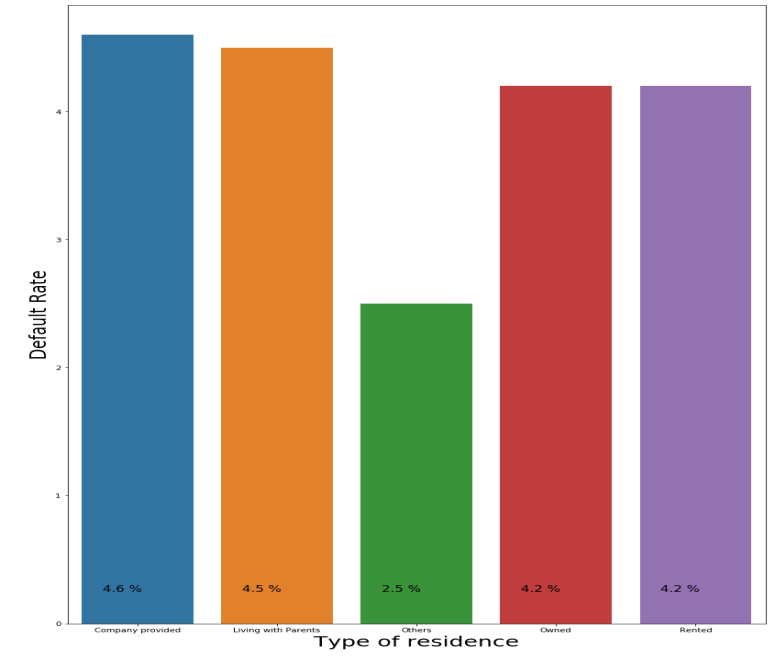 Default Rate
4
3
2
1
0
4.6 %
4.5 %
2.5 %
4.2 %
4.2 %
Company provided
Living with Parents
Others
Owned
Rented
Type of residence